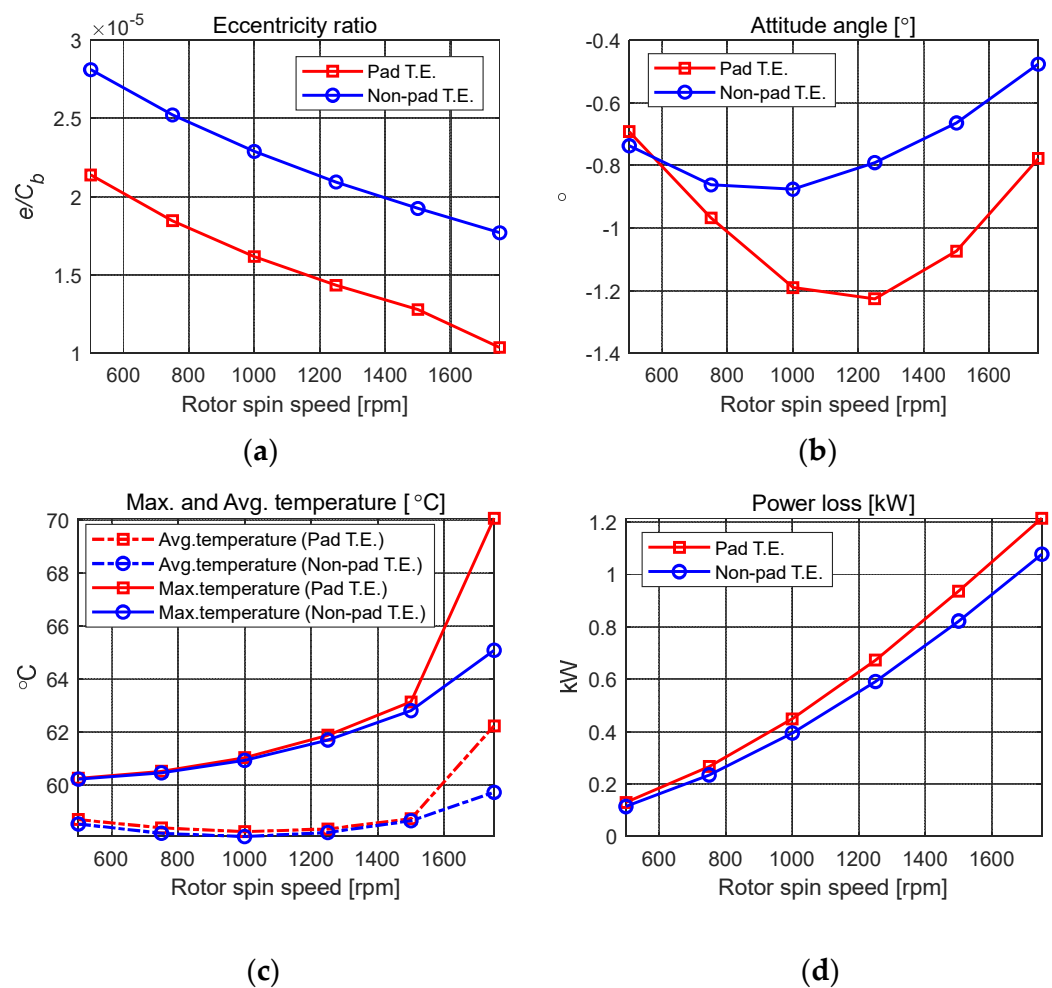 ×10⁻⁵
Eccentricity ratio
3
2.5
2
1.5
1
e/C_b
Pad T.E.
Non-pad T.E.
600 800 1000 1200 1400 1600
Rotor spin speed [rpm]
(a)
Attitude angle [°]
-0.4
-0.6
-0.8
-1
-1.2
-1.4
°
Pad T.E.
Non-pad T.E.
600 800 1000 1200 1400 1600
Rotor spin speed [rpm]
(b)
Max. and Avg. temperature [°C]
70
68
66
64
62
60
°C
Avg.temperature (Pad T.E.)
Avg.temperature (Non-pad T.E.)
Max.temperature (Pad T.E.)
Max.temperature (Non-pad T.E.)
600 800 1000 1200 1400 1600
Rotor spin speed [rpm]
(c)
Power loss [kW]
1.2
1
0.8
0.6
0.4
0.2
0
kW
Pad T.E.
Non-pad T.E.
600 800 1000 1200 1400 1600
Rotor spin speed [rpm]
(d)